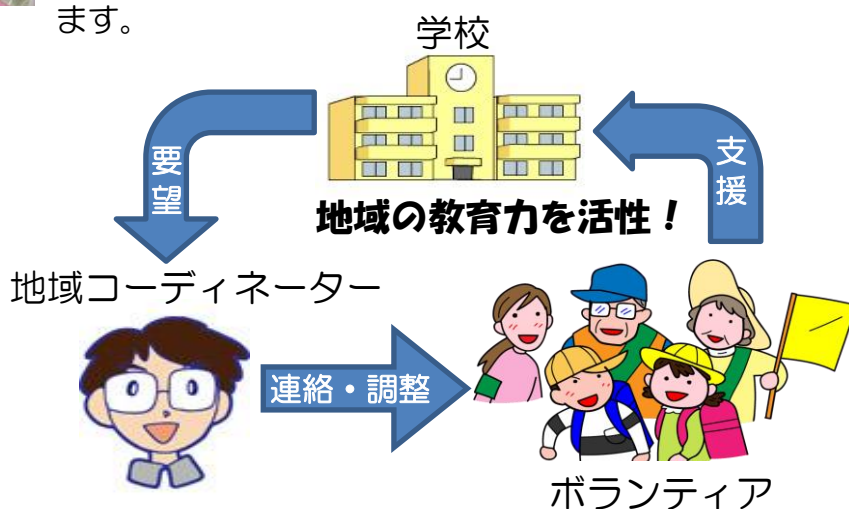 ます。
学校
要望
支援
地域の教育力を活性！
地域コーディネーター
連絡・調整
ボランティア